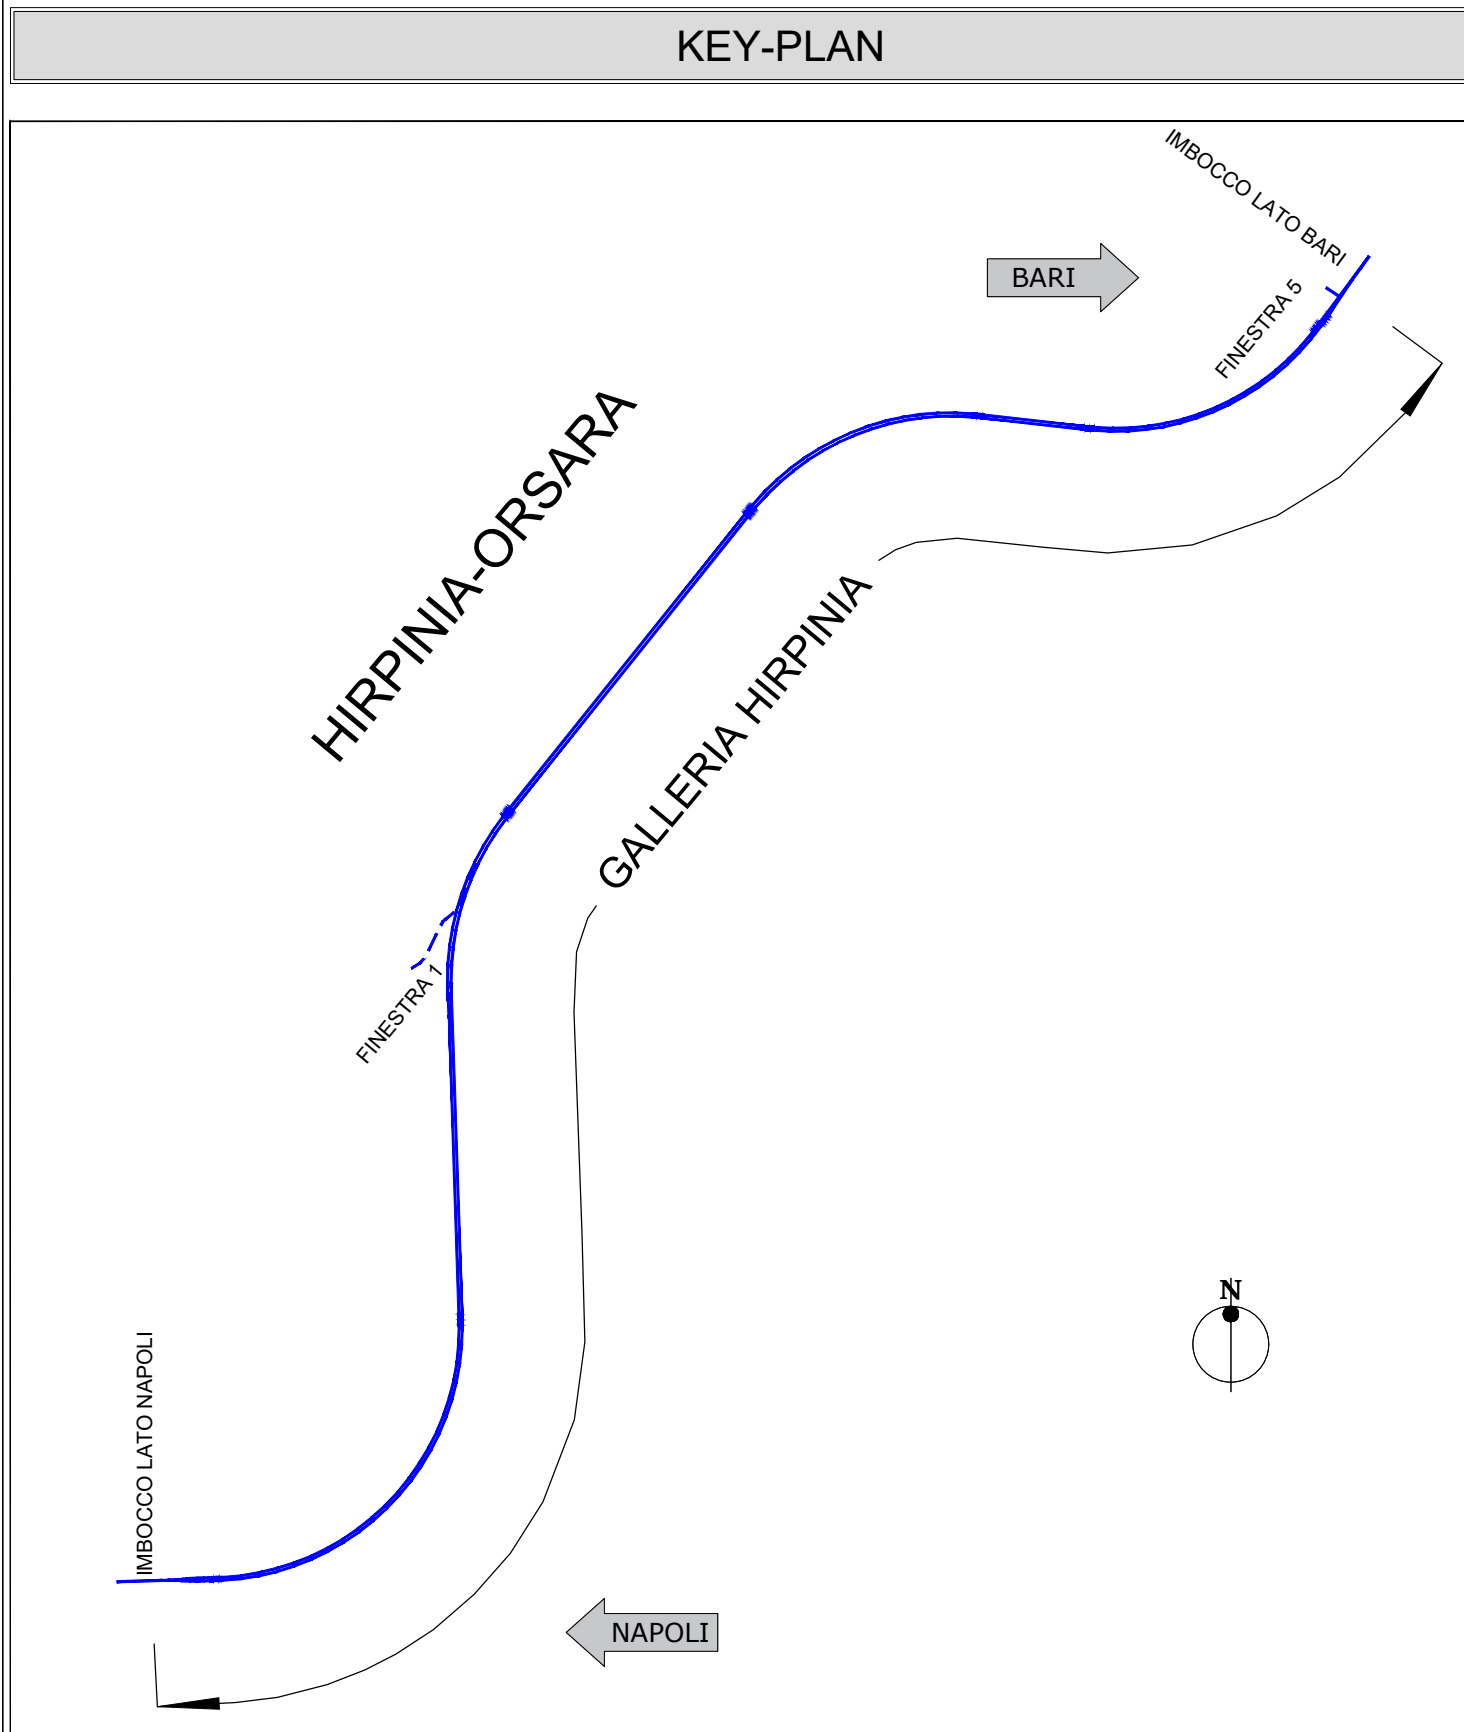 KEY-PLAN
IMBOCCO LATO BARI
BARI
FINESTRA 5
HIRPINIA-ORSARA
GALLERIA HIRPINIA
FINESTRA 1
N
IMBOCCO LATO NAPOLI
NAPOLI